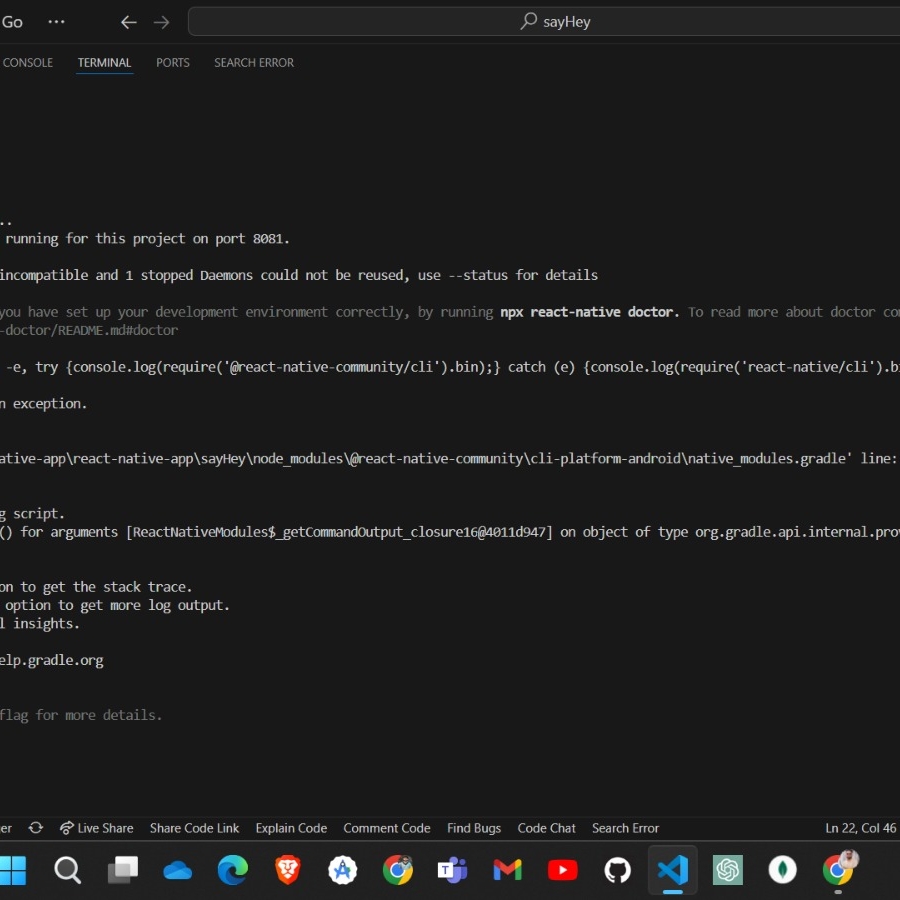 Go ...
sayHey
CONSOLE TERMINAL PORTS SEARCH ERROR
..
running for this project on port 8081.
incompatible and 1 stopped Daemons could not be reused, use --status for details
you have set up your development environment correctly, by running npx react-native doctor. To read more about doctor co
-doctor/README.md#doctor
-e, try {console.log(require('@react-native-community/cli').bin);} catch (e) {console.log(require('react-native/cli').bi
n exception.
ative-app\react-native-app\sayHey\node_modules\@react-native-community\cli-platform-android\native_modules.gradle' line:
g script.
() for arguments [ReactNativeModules$_getCommandOutput_closure16@4011d947] on object of type org.gradle.api.internal.prov
on to get the stack trace.
option to get more log output.
l insights.
elp.gradle.org
flag for more details.
er Live Share Share Code Link Explain Code Comment Code Find Bugs Code Chat Search Error Ln 22, Col 46